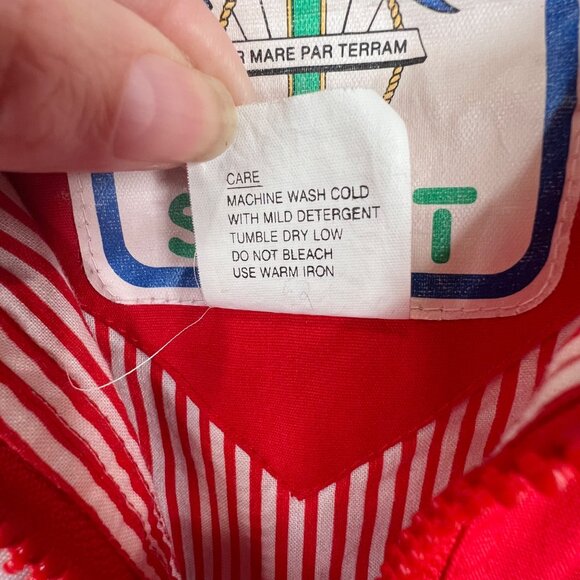 R MARE PAR TERRAM
CARE
MACHINE WASH COLD
WITH MILD DETERGENT
TUMBLE DRY LOW
DO NOT BLEACH
USE WARM IRON
S T